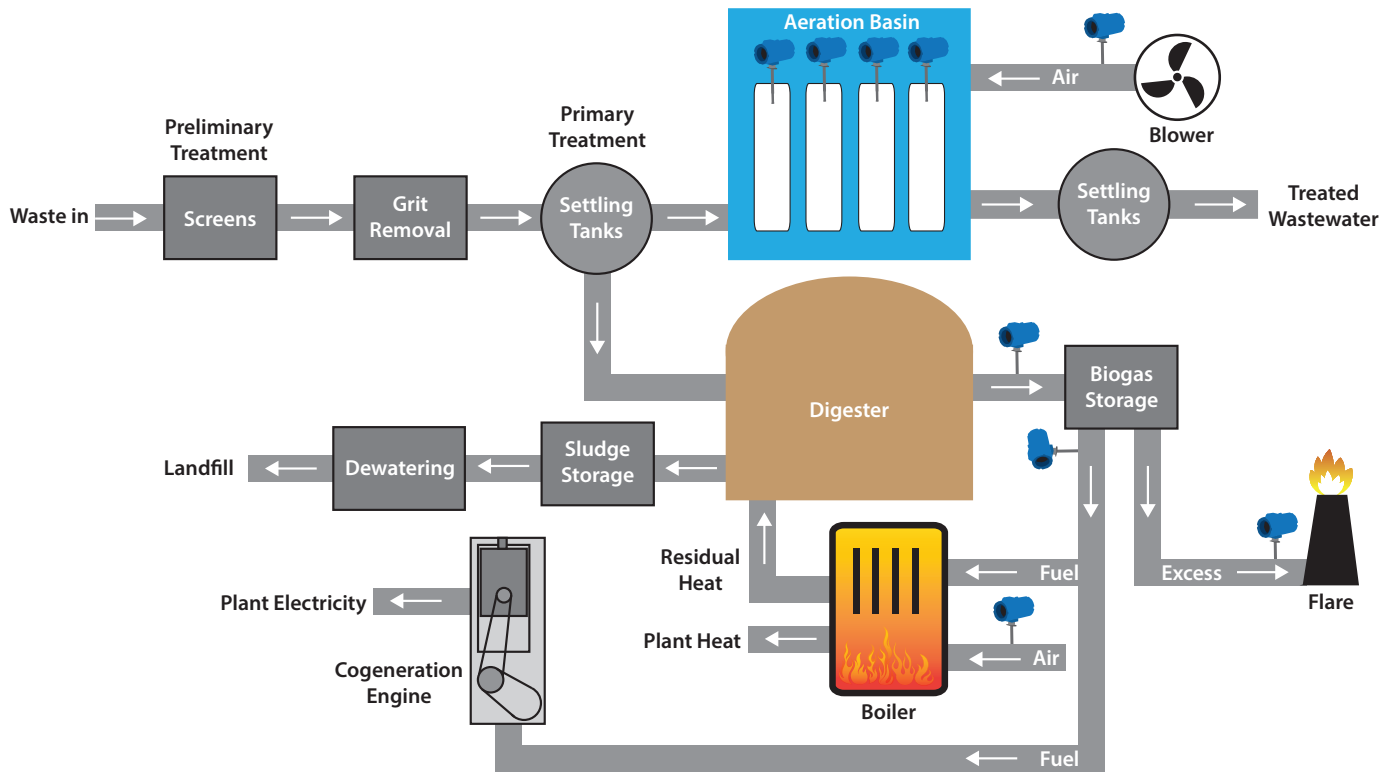 Aeration Basin
Air
Blower
Preliminary
Treatment
Primary
Treatment
Waste in
Screens
Grit
Removal
Settling
Tanks
Settling
Tanks
Treated
Wastewater
Digester
Biogas
Storage
Landfill
Dewatering
Sludge
Storage
Residual
Heat
Fuel
Excess
Flare
Plant Electricity
Plant Heat
Air
Cogeneration
Engine
Boiler
Fuel